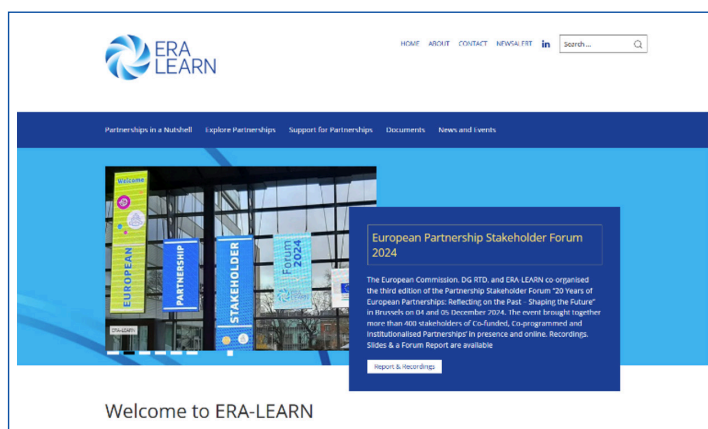 ERA
LEARN
HOME ABOUT CONTACT NEWSALERT in Search ...
Partnerships in a Nutshell Explore Partnerships Support for Partnerships Documents News and Events
Welcome
EUROPEAN
PARTNERSHIP
STAKEHOLDER
Forum
2024
ERA-LEARN
European Partnership Stakeholder Forum
2024
The European Commission, DG RTD, and ERA-LEARN co-organised
the third edition of the Partnership Stakeholder Forum "20 Years of
European Partnerships: Reflecting on the Past - Shaping the Future"
in Brussels on 04 and 05 December 2024. The event brought together
more than 400 stakeholders of Co-funded, Co-programmed and
Institutionalised Partnerships' in presence and online. Recordings,
Slides & a Forum Report are available
Report & Recordings
Welcome to ERA-LEARN